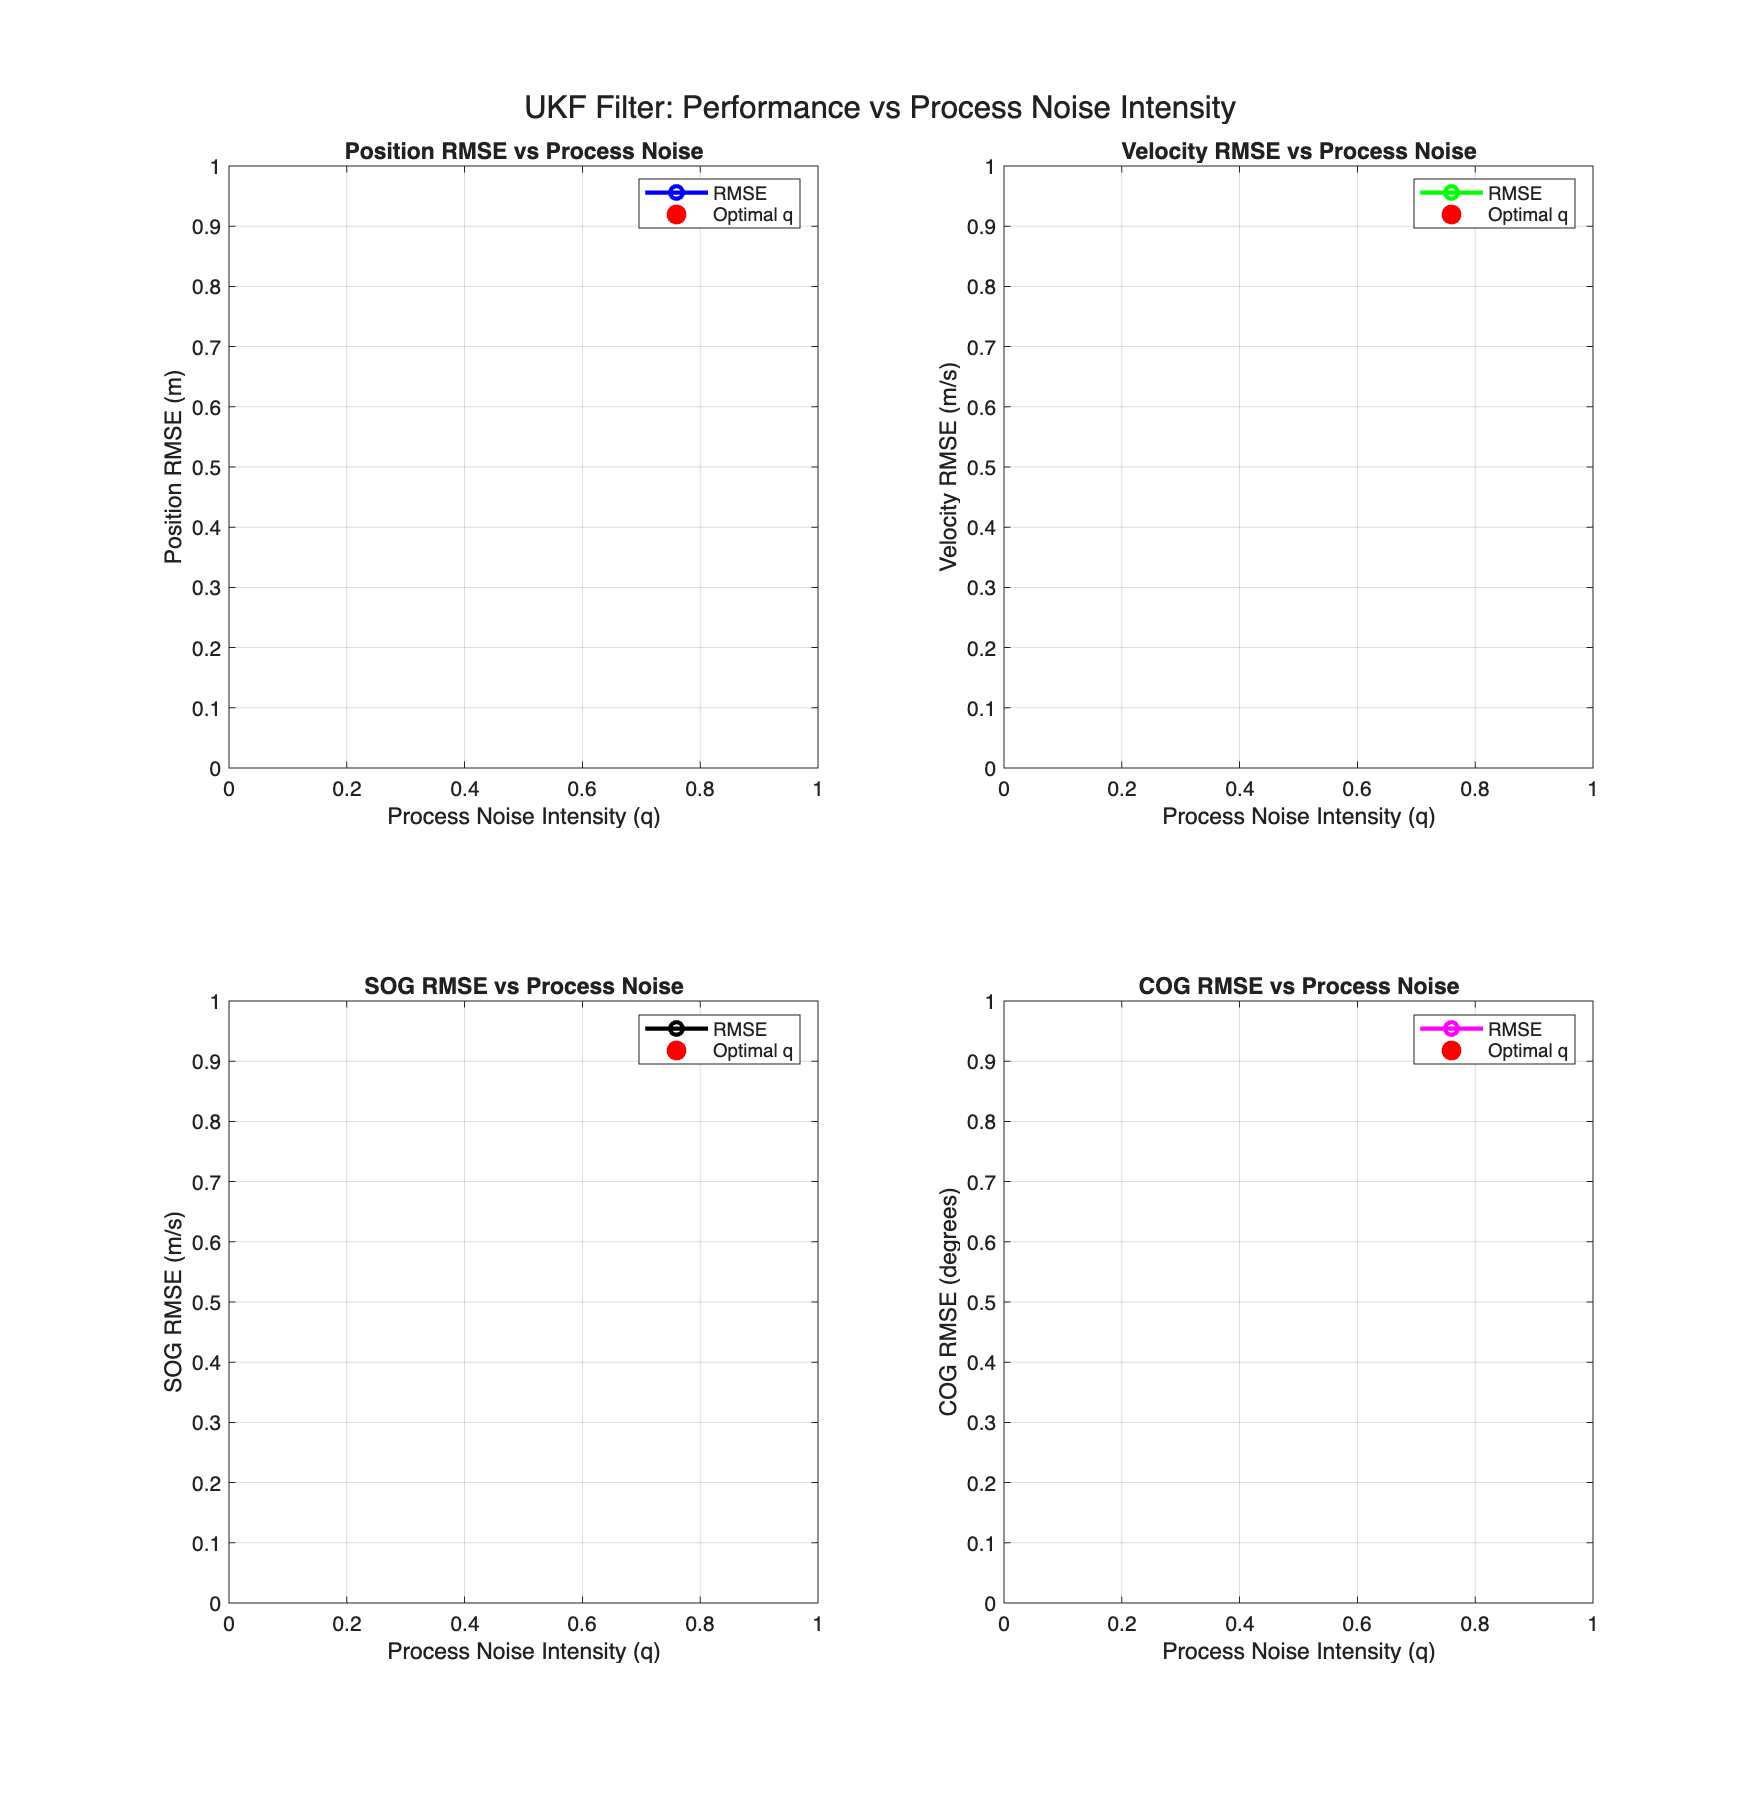 UKF Filter: Performance vs Process Noise Intensity
Position RMSE vs Process Noise
RMSE
Optimal q
1
0.9
0.8
0.7
0.6
0.5
0.4
0.3
0.2
0.1
0
Position RMSE (m)
0 0.2 0.4 0.6 0.8 1
Process Noise Intensity (q)
Velocity RMSE vs Process Noise
RMSE
Optimal q
1
0.9
0.8
0.7
0.6
0.5
0.4
0.3
0.2
0.1
0
Velocity RMSE (m/s)
0 0.2 0.4 0.6 0.8 1
Process Noise Intensity (q)
SOG RMSE vs Process Noise
RMSE
Optimal q
1
0.9
0.8
0.7
0.6
0.5
0.4
0.3
0.2
0.1
0
SOG RMSE (m/s)
0 0.2 0.4 0.6 0.8 1
Process Noise Intensity (q)
COG RMSE vs Process Noise
RMSE
Optimal q
1
0.9
0.8
0.7
0.6
0.5
0.4
0.3
0.2
0.1
0
COG RMSE (degrees)
0 0.2 0.4 0.6 0.8 1
Process Noise Intensity (q)